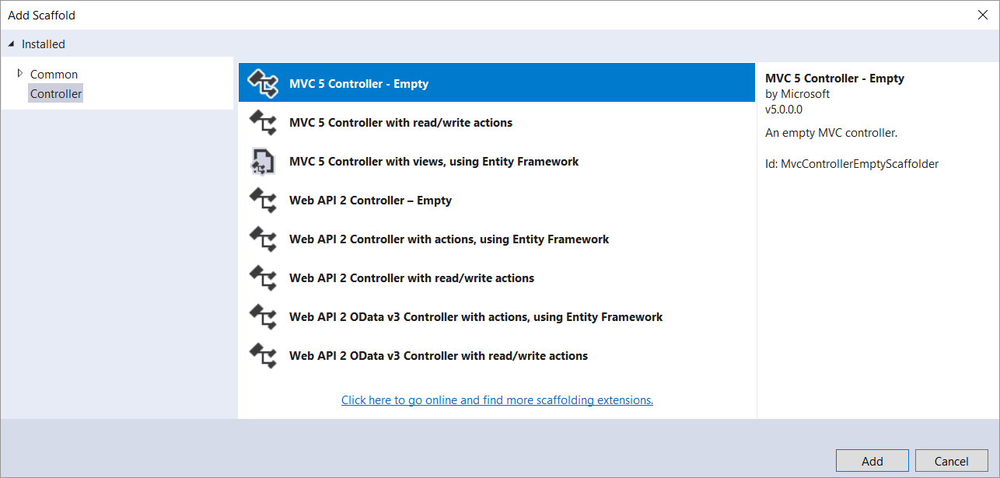 Add Scaffold
Installed
Common
Controller
MVC 5 Controller - Empty
MVC 5 Controller with read/write actions
MVC 5 Controller with views, using Entity Framework
Web API 2 Controller – Empty
Web API 2 Controller with actions, using Entity Framework
Web API 2 Controller with read/write actions
Web API 2 OData v3 Controller with actions, using Entity Framework
Web API 2 OData v3 Controller with read/write actions
Click here to go online and find more scaffolding extensions.
MVC 5 Controller - Empty
by Microsoft
v5.0.0.0
An empty MVC controller.
Id: MvcControllerEmptyScaffolder
Add
Cancel